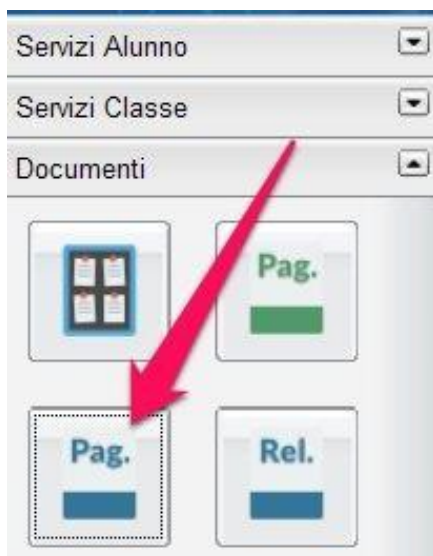 Servizi Alunno
Servizi Classe
Documenti
Pag.
Pag.
Rel.